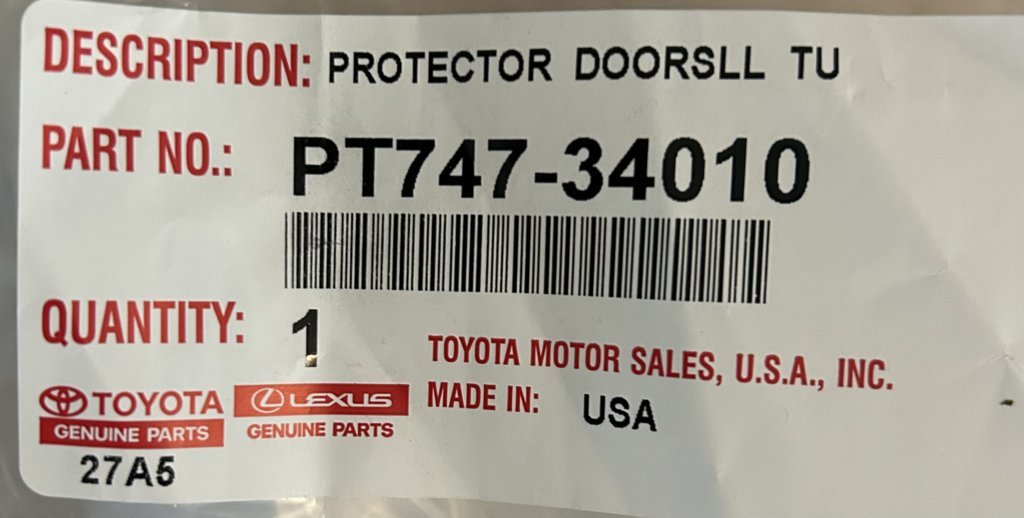 DESCRIPTION: PROTECTOR DOORSLL TU
PART NO.: PT747-34010
QUANTITY: 1
TOYOTA MOTOR SALES, U.S.A., INC.
MADE IN: USA
TOYOTA
GENUINE PARTS
LEXUS
GENUINE PARTS
27A5